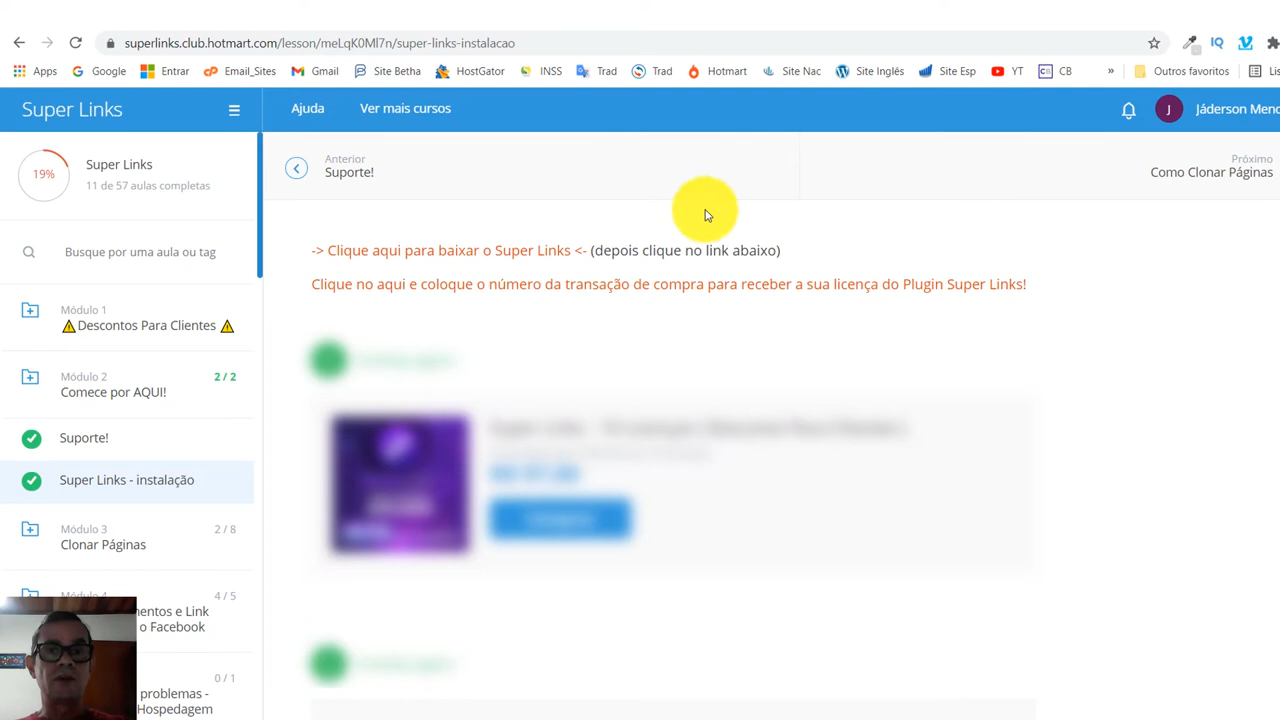 superlinks.club.hotmart.com/lesson/meLqK0Ml7n/super-links-instalacao
Apps Google Entrar Email_Sites Gmail Site Betha HostGator INSS Trad Trad Hotmart Site Nac Site Inglés Site Esp YT CB » Outros favoritos
Super Links Ajuda Ver mais cursos J Jáderson
19% Super Links
11 de 57 aulas completas
Anterior
Suporte!
Próximo
Como Clonar Páginas
Busque por uma aula ou tag
-> Clique aqui para baixar o Super Links <- (depois clique no link abaixo)
Clique no aqui e coloque o número da transação de compra para receber a sua licença do Plugin Super Links!
Módulo 1
Descontos Para Clientes
Módulo 2 2 / 2
Comece por AQUI!
Suporte!
Super Links - instalação
Módulo 3 2 / 8
Clonar Páginas
Módulo 4 4 / 5
o Facebook
e Link
0 / 1
problemas -
Hospedagem